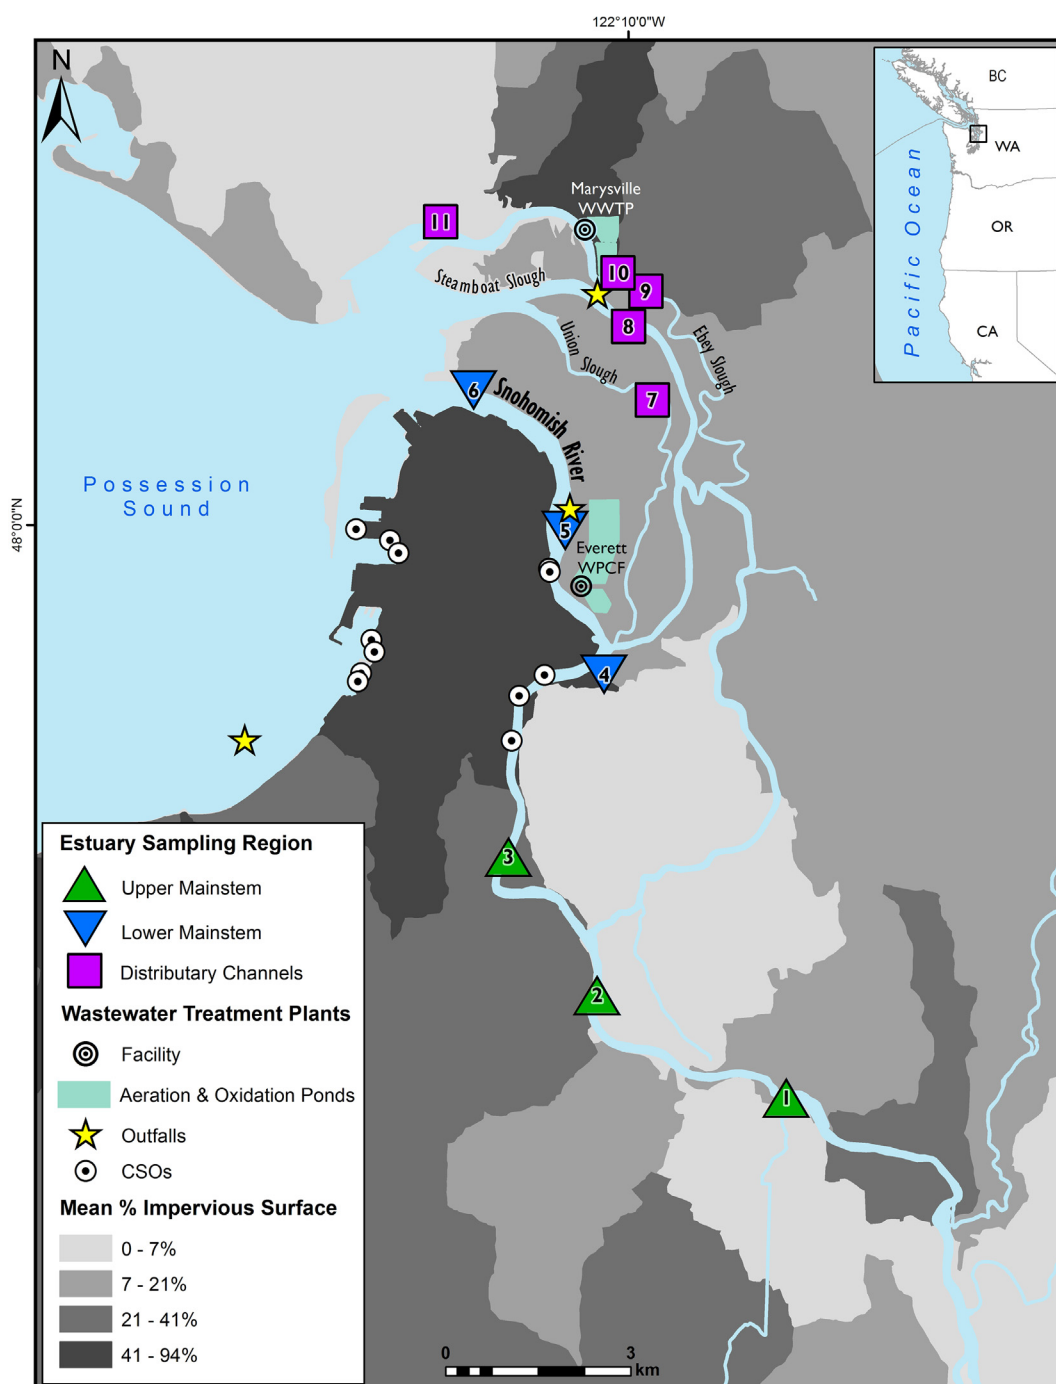 122°10'0"W
N
BC
WA
OR
CA
Pacific Ocean
Marysville
WWTP
11
10
9
8
7
Steamboat Slough
Union Slough
Ebey Slough
6
Snohomish River
Possession
Sound
48°0'0"N
5
Everett
WPCF
4
3
2
1
Estuary Sampling Region
Upper Mainstem
Lower Mainstem
Distributary Channels
Wastewater Treatment Plants
Facility
Aeration & Oxidation Ponds
Outfalls
CSOs
Mean % Impervious Surface
0 - 7%
7 - 21%
21 - 41%
41 - 94%
0 3
km